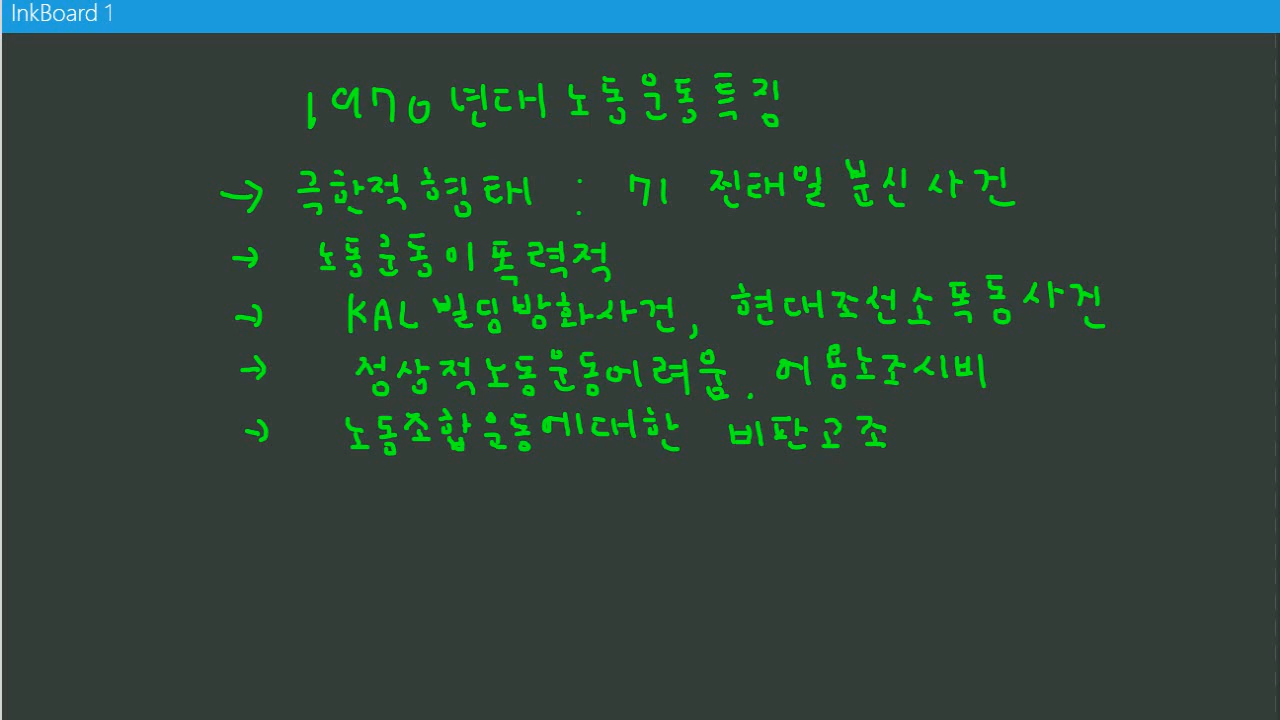 InkBoard 1
1970년대 노동운동특징
→ 극한적형태 : 기 전태일분신사건
→ 노동운동이폭력적
→ KAL빌딩방화사건, 현대조선소폭동사건
→ 정상적노동운동어려움. 어용노조시비
→ 노동조합운동에대한 비판고조